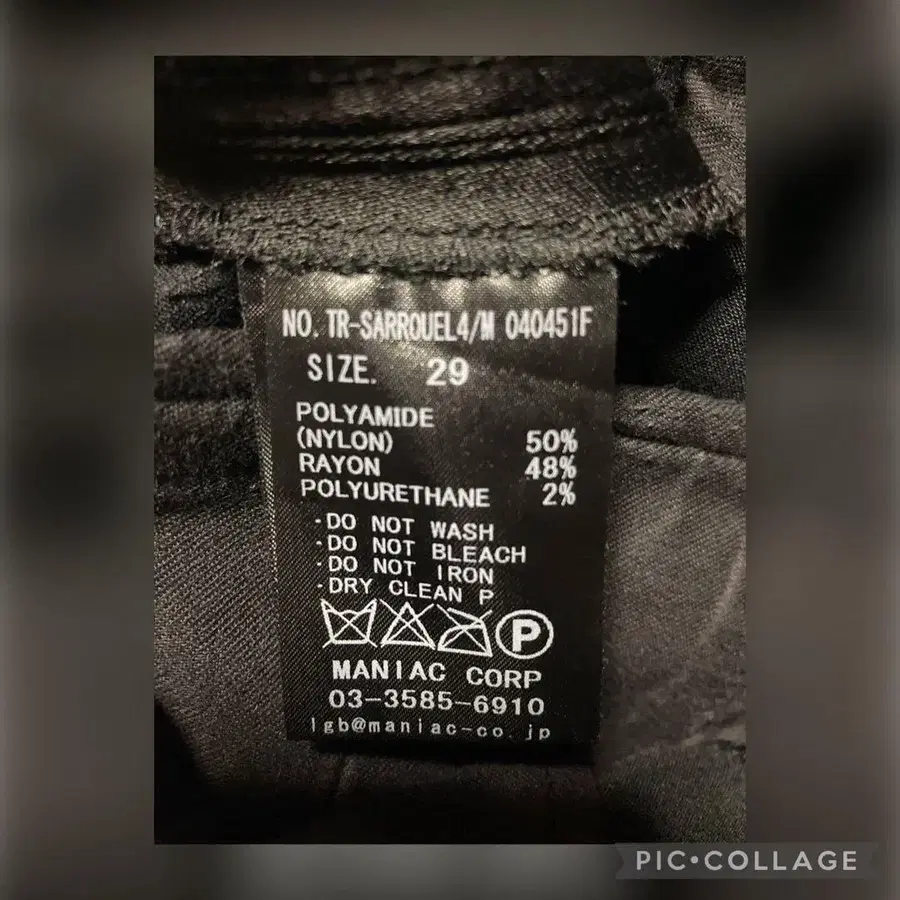 NO. TR-SARROUEL4/M 040451F
SIZE. 29
POLYAMIDE
(NYLON) 50%
RAYON 48%
POLYURETHANE 2%
·DO NOT WASH
·DO NOT BLEACH
·DO NOT IRON
·DRY CLEAN P
P
MANIAC CORP
03-3585-6910
lgb@maniac-co.jp
PIC•COLLAGE